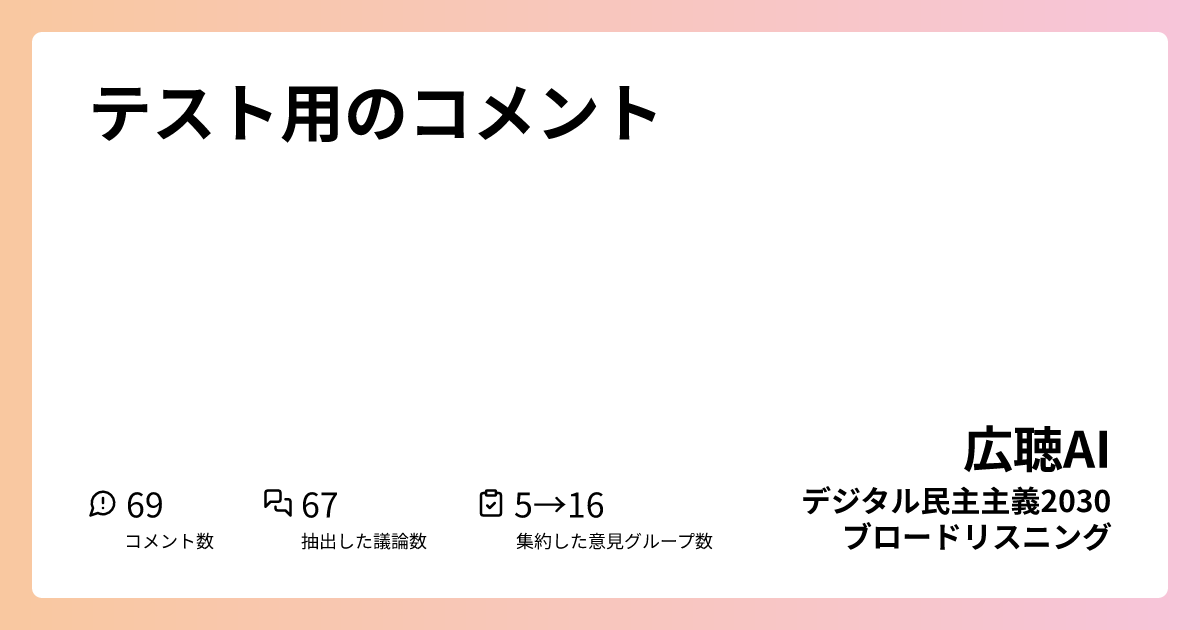 テスト用のコメント
69
コメント数
67
抽出した議論数
5→16
集約した意見グループ数
広聴AI
デジタル民主主義2030
ブロードリスニング